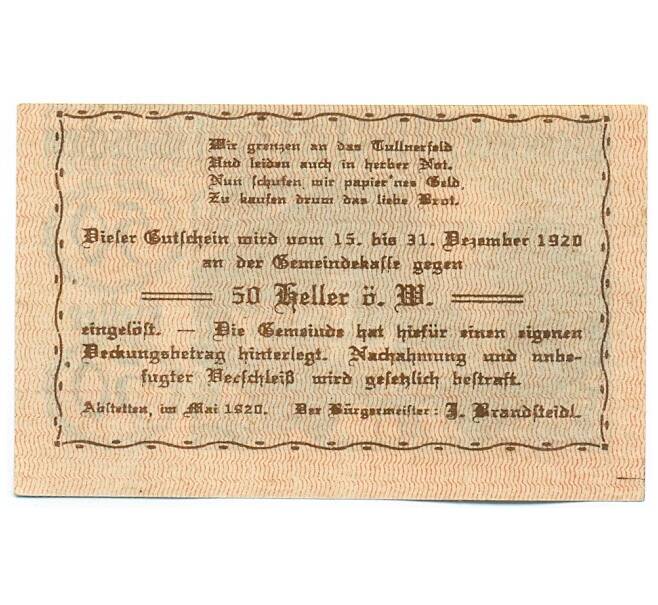 Wir grenzen an das Tullnerfeld
Und leiden auch in herber Not.
Nun schufen wir papier'nes Geld,
Zu kaufen drum das liebe Brot.
Dieser Gutschein wird vom 15. bis 31. Dezember 1920
an der Gemeindekasse gegen
50 Heller ö. W.
eingelöst. — Die Gemeinde hat hiefür einen eigenen
Deckungsbetrag hinterlegt. Nachahmung und unbe-
fugter Verschleiß wird gesetzlich bestraft.
Abstetten, im Mai 1920. Der Bürgermeister: J. Brandsteidl.